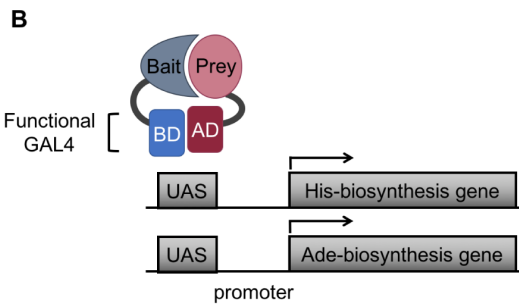 B
Bait Prey
Functional
GAL4
BD AD
UAS His-biosynthesis gene
UAS Ade-biosynthesis gene
promoter